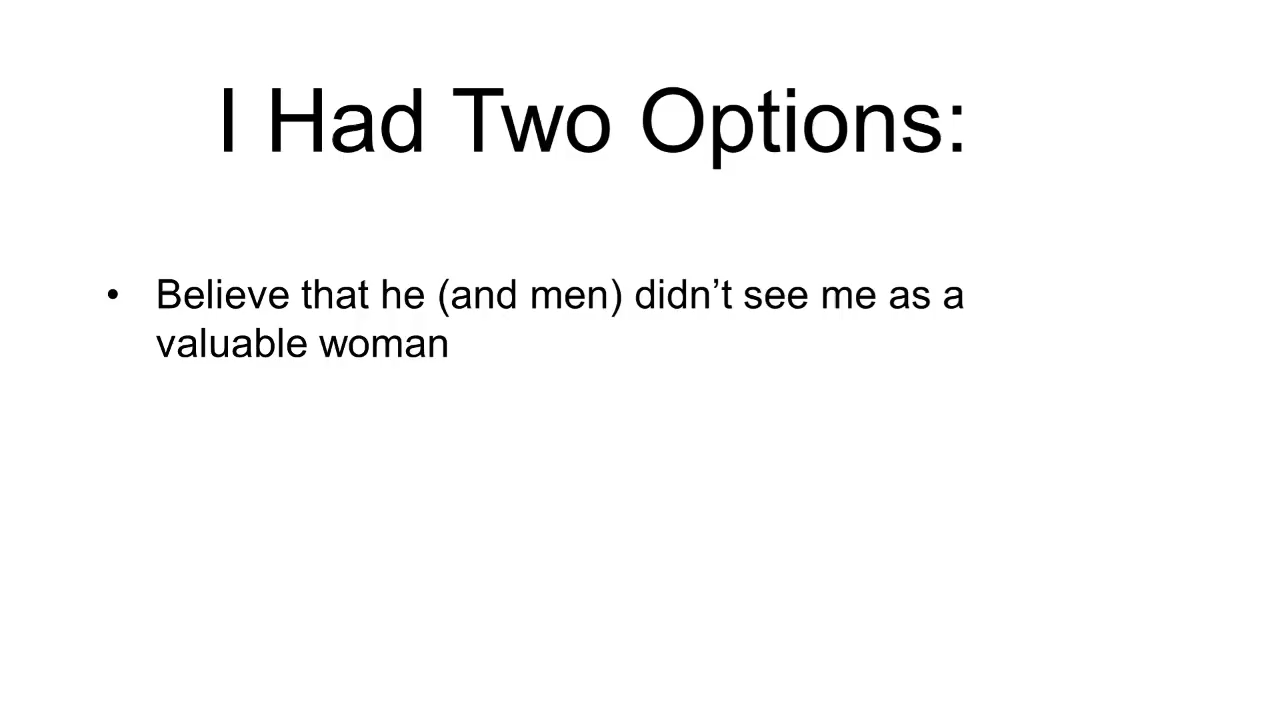 I Had Two Options:
• Believe that he (and men) didn’t see me as a
valuable woman